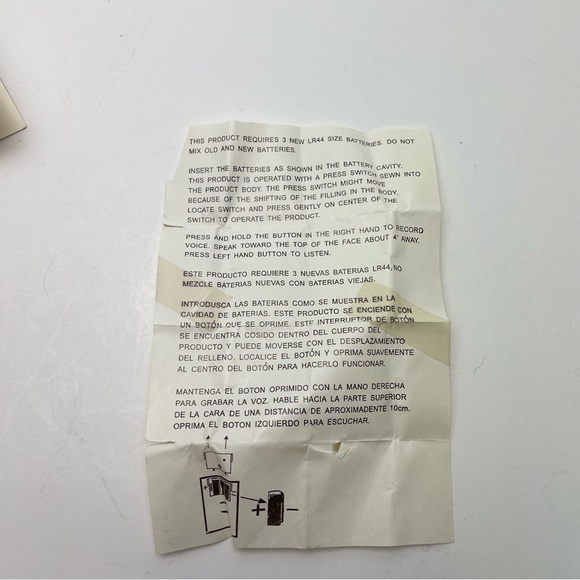 THIS PRODUCT REQUIRES 3 NEW LR44 SIZE BATTERIES. DO NOT
MIX OLD AND NEW BATTERIES.
INSERT THE BATTERIES AS SHOWN IN THE BATTERY CAVITY.
THIS PRODUCT IS OPERATED WITH A PRESS SWITCH SEWN INTO
THE PRODUCT BODY. THE PRESS SWITCH MIGHT MOVE
BECAUSE OF THE SHIFTING OF THE FILLING IN THE BODY.
LOCATE SWITCH AND PRESS GENTLY ON CENTER OF THE
SWITCH TO OPERATE THE PRODUCT.
PRESS AND HOLD THE BUTTON IN THE RIGHT HAND TO RECORD
VOICE. SPEAK TOWARD THE TOP OF THE FACE ABOUT 4" AWAY.
PRESS LEFT HAND BUTTON TO LISTEN.
ESTE PRODUCTO REQUIERE 3 NUEVAS BATERIAS LR44, NO
MEZCLE BATERIAS NUEVAS CON BATERIAS VIEJAS.
INTRODUSCA LAS BATERIAS COMO SE MUESTRA EN LA
CAVIDAD DE BATERIAS. ESTE PRODUCTO SE ENCIENDE CON
UN BOTÓN QUE SE OPRIME. ESTE INTERRUPTOR DE BOTÓN
SE ENCUENTRA COSIDO DENTRO DEL CUERPO DEL
PRODUCTO Y PUEDE MOVERSE CON EL DESPLAZAMIENTO
DEL RELLENO. LOCALICE EL BOTÓN Y OPRIMA SUAVEMENTE
AL CENTRO DEL BOTÓN PARA HACERLO FUNCIONAR.
MANTENGA EL BOTON OPRIMIDO CON LA MANO DERECHA
PARA GRABAR LA VOZ. HABLE HACIA LA PARTE SUPERIOR
DE LA CARA DE UNA DISTANCIA DE APROXIMADENTE 10cm.
OPRIMA EL BOTON IZQUIERDO PARA ESCUCHAR.
+ −